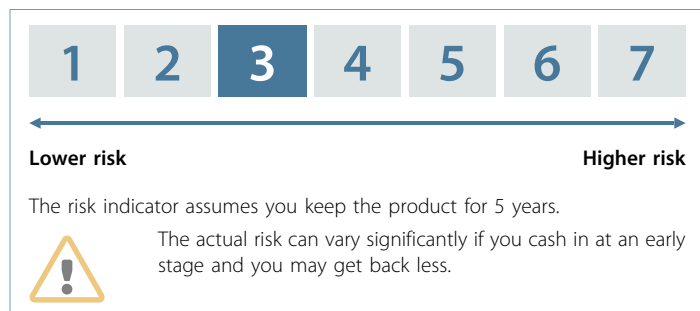 1 2 3 4 5 6 7
Lower risk Higher risk
The risk indicator assumes you keep the product for 5 years.
The actual risk can vary significantly if you cash in at an early
stage and you may get back less.